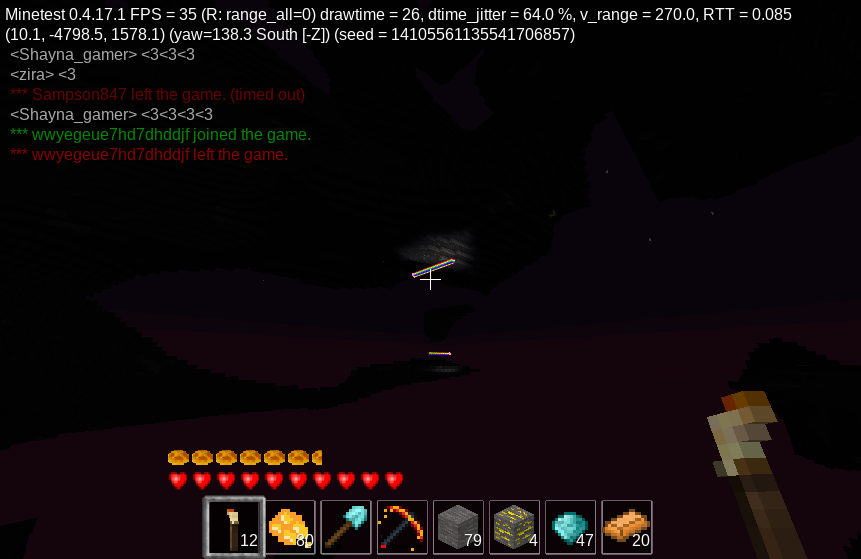 Minetest 0.4.17.1 FPS = 35 (R: range_all=0) drawtime = 26, dtime_jitter = 64.0 %, v_range = 270.0, RTT = 0.085
(10.1, -4798.5, 1578.1) (yaw=138.3 South [-Z]) (seed = 14105561135541706857)
<Shayna_gamer> <3<3<3
<zira> <3
*** Sampson847 left the game. (timed out)
<Shayna_gamer> <3<3<3<3
*** wwyegeue7hd7dhddjf joined the game.
*** wwyegeue7hd7dhddjf left the game.
12 80 79 4 47 20